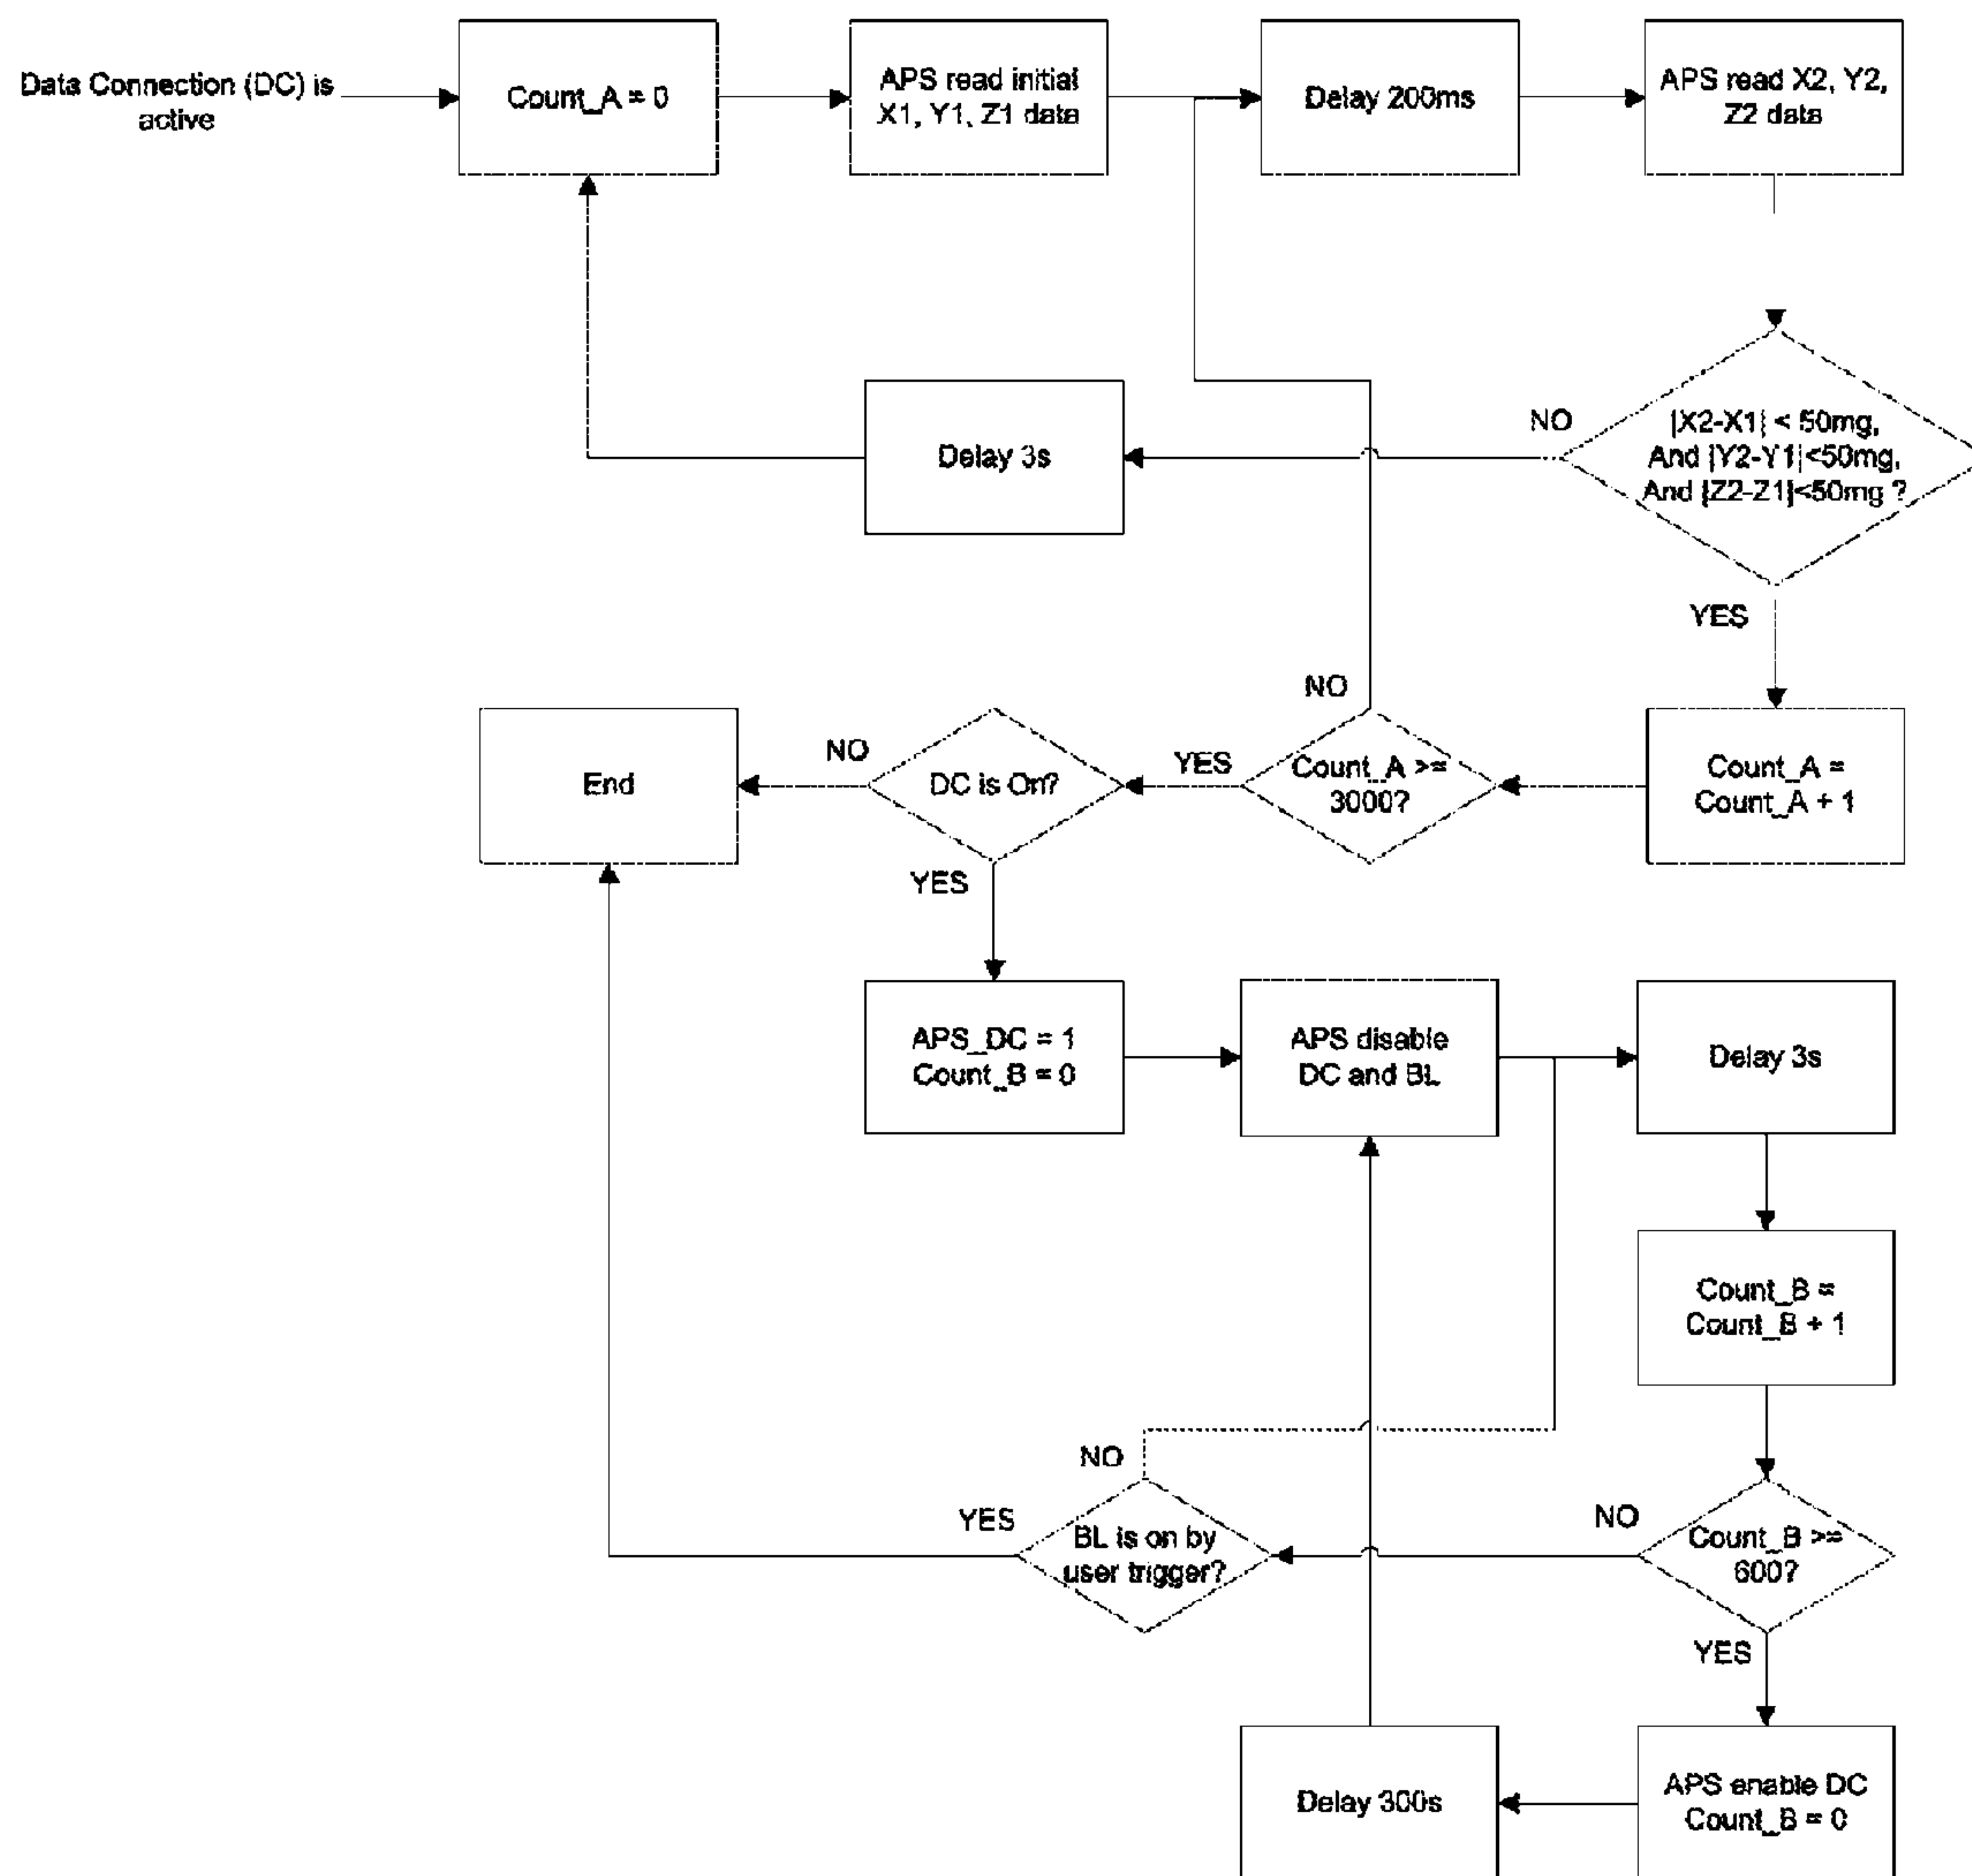 Data Connection (DC) is
active
Count_A = 0
APS read initial
X1, Y1, Z1 data
Delay 200ms
APS read X2, Y2,
Z2 data
Delay 3s
NO
|X2-X1| < 50mg,
And |Y2-Y1|<50mg,
And |Z2-Z1|<50mg ?
YES
End
NO
DC is On?
YES
YES
NO
Count_A >=
3000?
Count_A =
Count_A + 1
APS_DC = 1
Count_B = 0
APS disable
DC and BL
Delay 3s
Count_B =
Count_B + 1
YES
NO
BL is on by
user trigger?
NO
Count_B >=
600?
YES
Delay 300s
APS enable DC
Count_B = 0